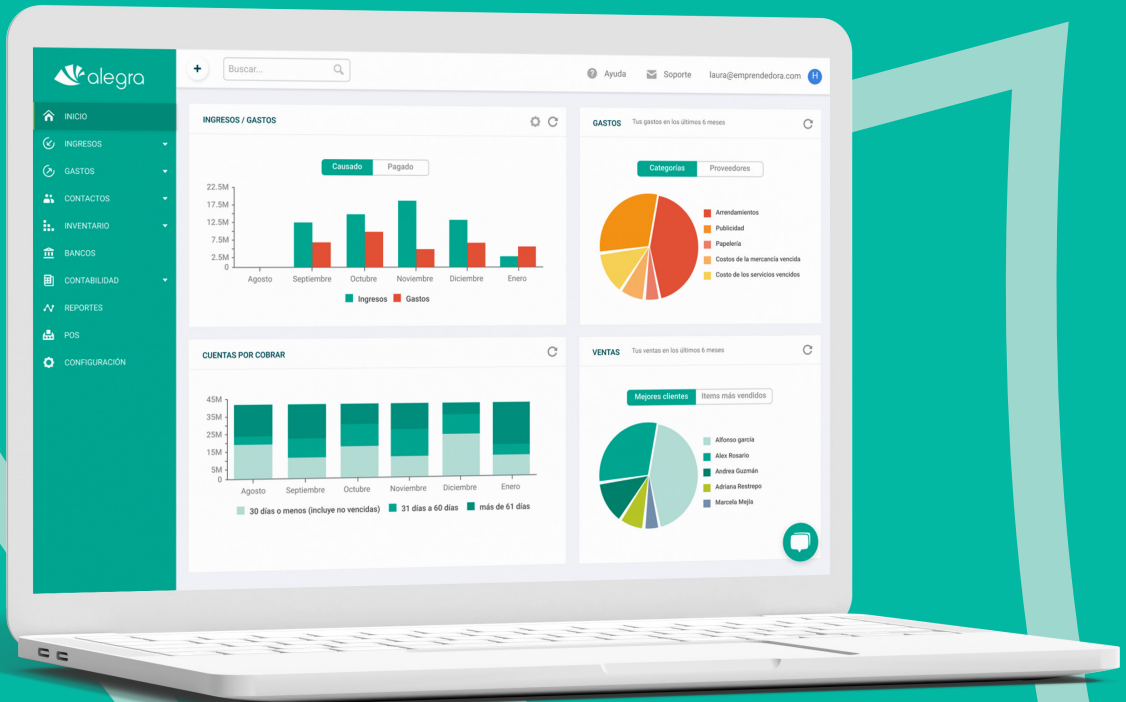 alegra
+
Buscar...
Ayuda
Soporte
laura@emprendedora.com
H
INICIO
INGRESOS
GASTOS
CONTACTOS
INVENTARIO
BANCOS
CONTABILIDAD
REPORTES
POS
CONFIGURACIÓN
INGRESOS / GASTOS
Causado
Pagado
22.5M
17.5M
12.5M
7.5M
2.5M
0
Agosto
Septiembre
Octubre
Noviembre
Diciembre
Enero
Ingresos
Gastos
GASTOS
Tus gastos en los últimos 6 meses
Categorías
Proveedores
Arrendamientos
Publicidad
Papelería
Costos de la mercancía vencida
Costo de los servicios vencidos
CUENTAS POR COBRAR
45M
35M
25M
15M
5M
0
Agosto
Septiembre
Octubre
Noviembre
Diciembre
Enero
30 días o menos (incluye no vencidas)
31 días a 60 días
más de 61 días
VENTAS
Tus ventas en los últimos 6 meses
Mejores clientes
Items más vendidos
Alfonso garcía
Alex Rosario
Andrea Guzmán
Adriana Restrepo
Marcela Mejía